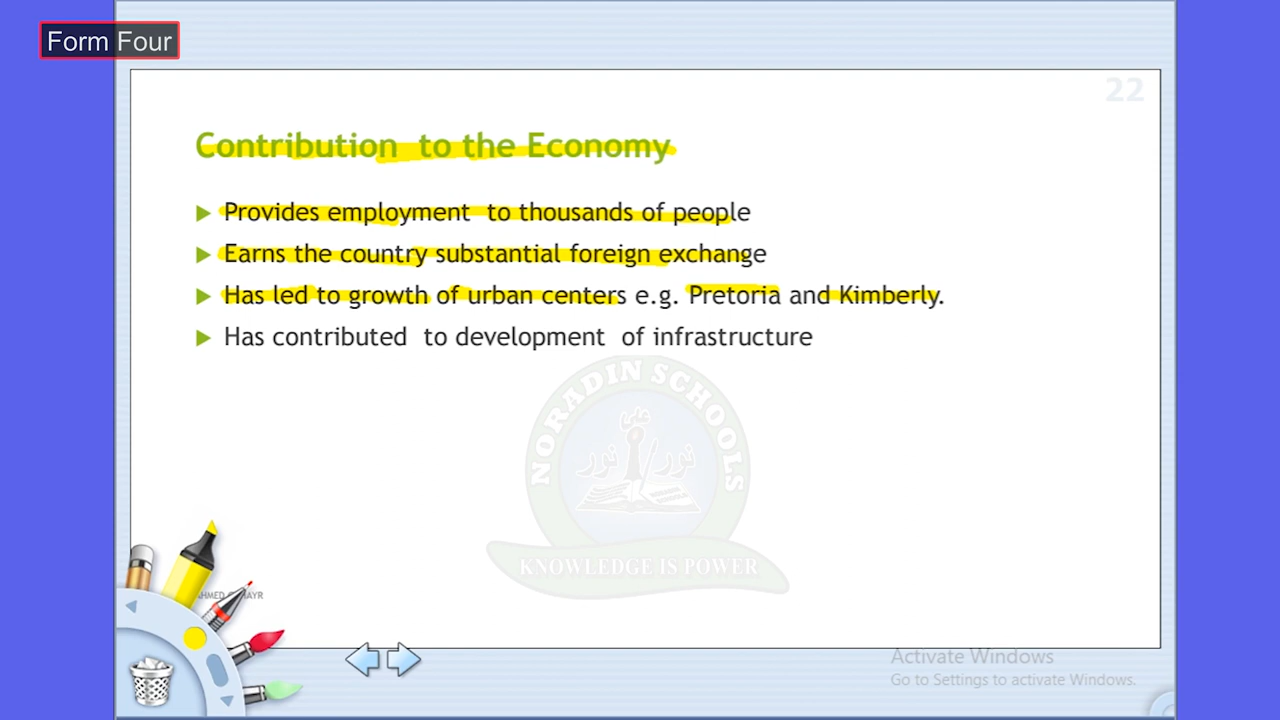 Form Four
22
Contribution to the Economy
Provides employment to thousands of people
Earns the country substantial foreign exchange
Has led to growth of urban centers e.g. Pretoria and Kimberly.
Has contributed to development of infrastructure
NORADIN SCHOOLS
نور نور
KNOWLEDGE IS POWER
Activate Windows
Go to Settings to activate Windows.